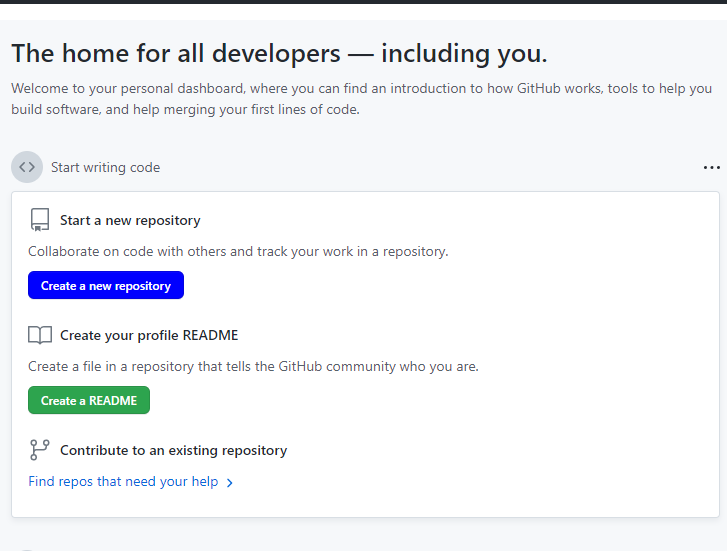 The home for all developers — including you.
Welcome to your personal dashboard, where you can find an introduction to how GitHub works, tools to help you
build software, and help merging your first lines of code.
Start writing code
Start a new repository
Collaborate on code with others and track your work in a repository.
Create a new repository
Create your profile README
Create a file in a repository that tells the GitHub community who you are.
Create a README
Contribute to an existing repository
Find repos that need your help